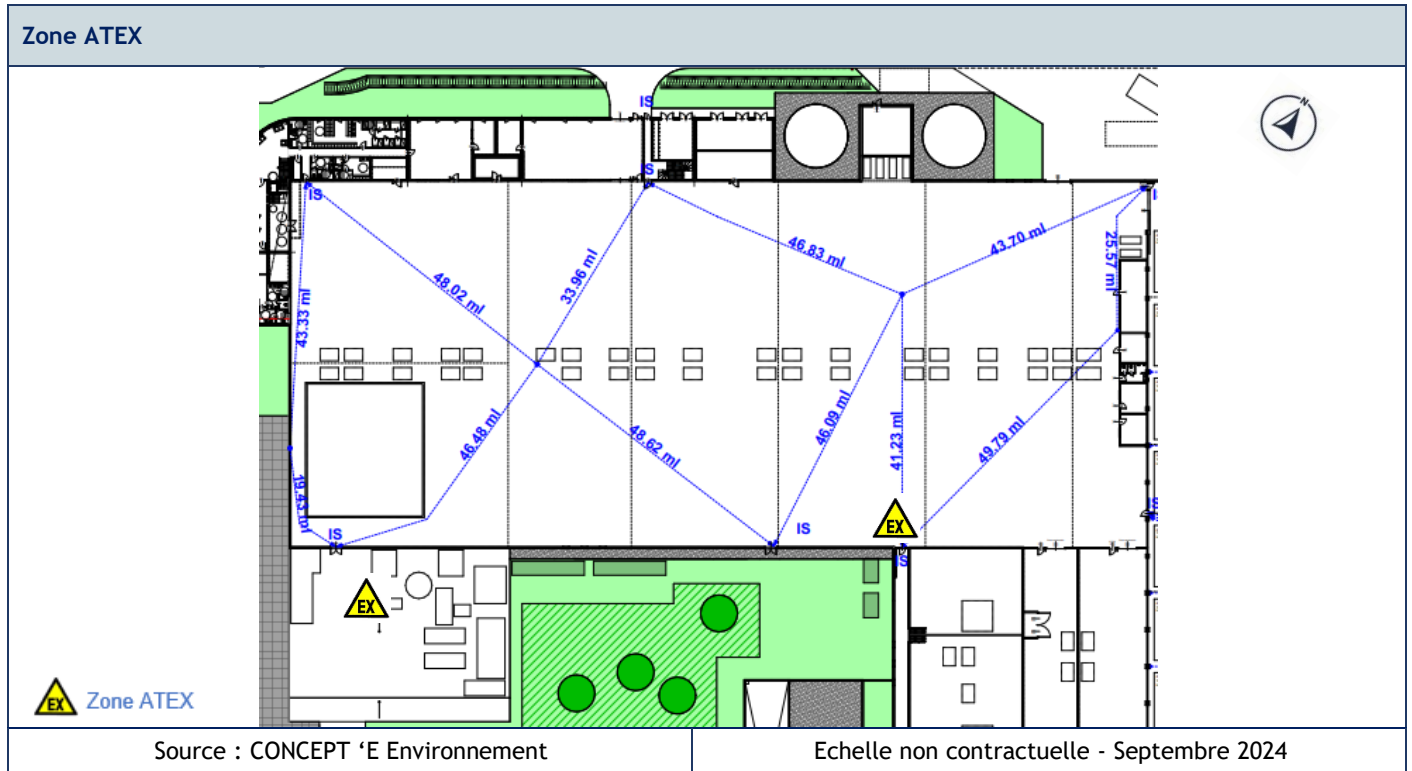 Zone ATEX
IS
N
IS
IS
IS
46.83 ml
43.70 ml
25.57 ml
48.02 ml
33.96 ml
43.33 ml
46.48 ml
48.62 ml
46.09 ml
41.23 ml
49.79 ml
19.43 ml
IS
IS
EX
IS
IS
EX
EX Zone ATEX
Source : CONCEPT ‘E Environnement
Echelle non contractuelle - Septembre 2024